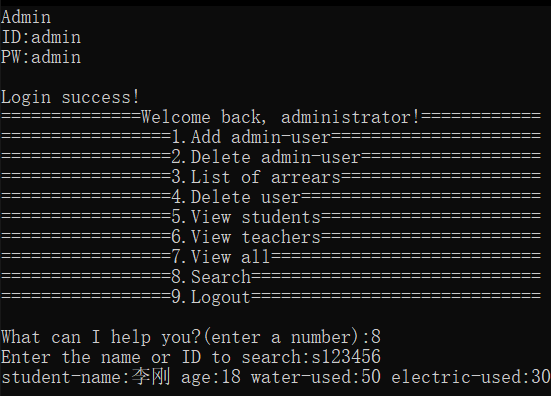 Admin
ID:admin
PW:admin
Login success!
==============Welcome back, administrator!============
=================1.Add admin-user=====================
=================2.Delete admin-user==================
=================3.List of arrears====================
=================4.Delete user========================
=================5.View students======================
=================6.View teachers======================
=================7.View all===========================
=================8.Search=============================
=================9.Logout=============================
What can I help you?(enter a number):8
Enter the name or ID to search:s123456
student-name:李刚 age:18 water-used:50 electric-used:30